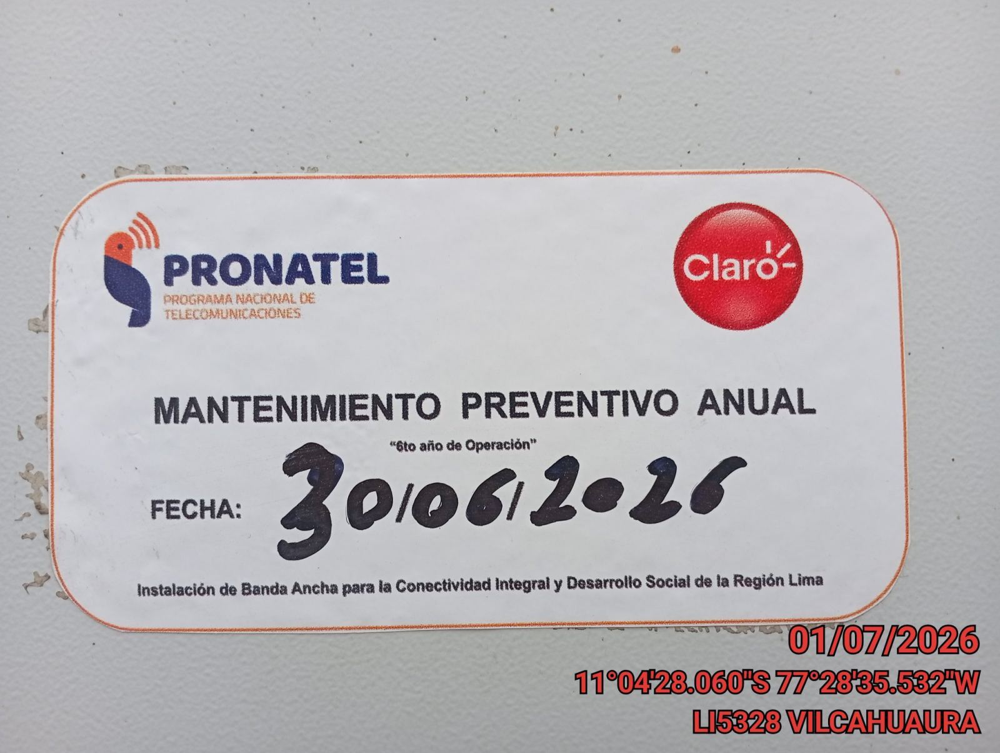 PRONATEL
PROGRAMA NACIONAL DE
TELECOMUNICACIONES
Claro
MANTENIMIENTO PREVENTIVO ANUAL
“6to año de Operación”
FECHA: 30/06/2026
Instalación de Banda Ancha para la Conectividad Integral y Desarrollo Social de la Región Lima
01/07/2026
11°04'28.060"S 77°28'35.532"W
LI5328 VILCAHUAURA